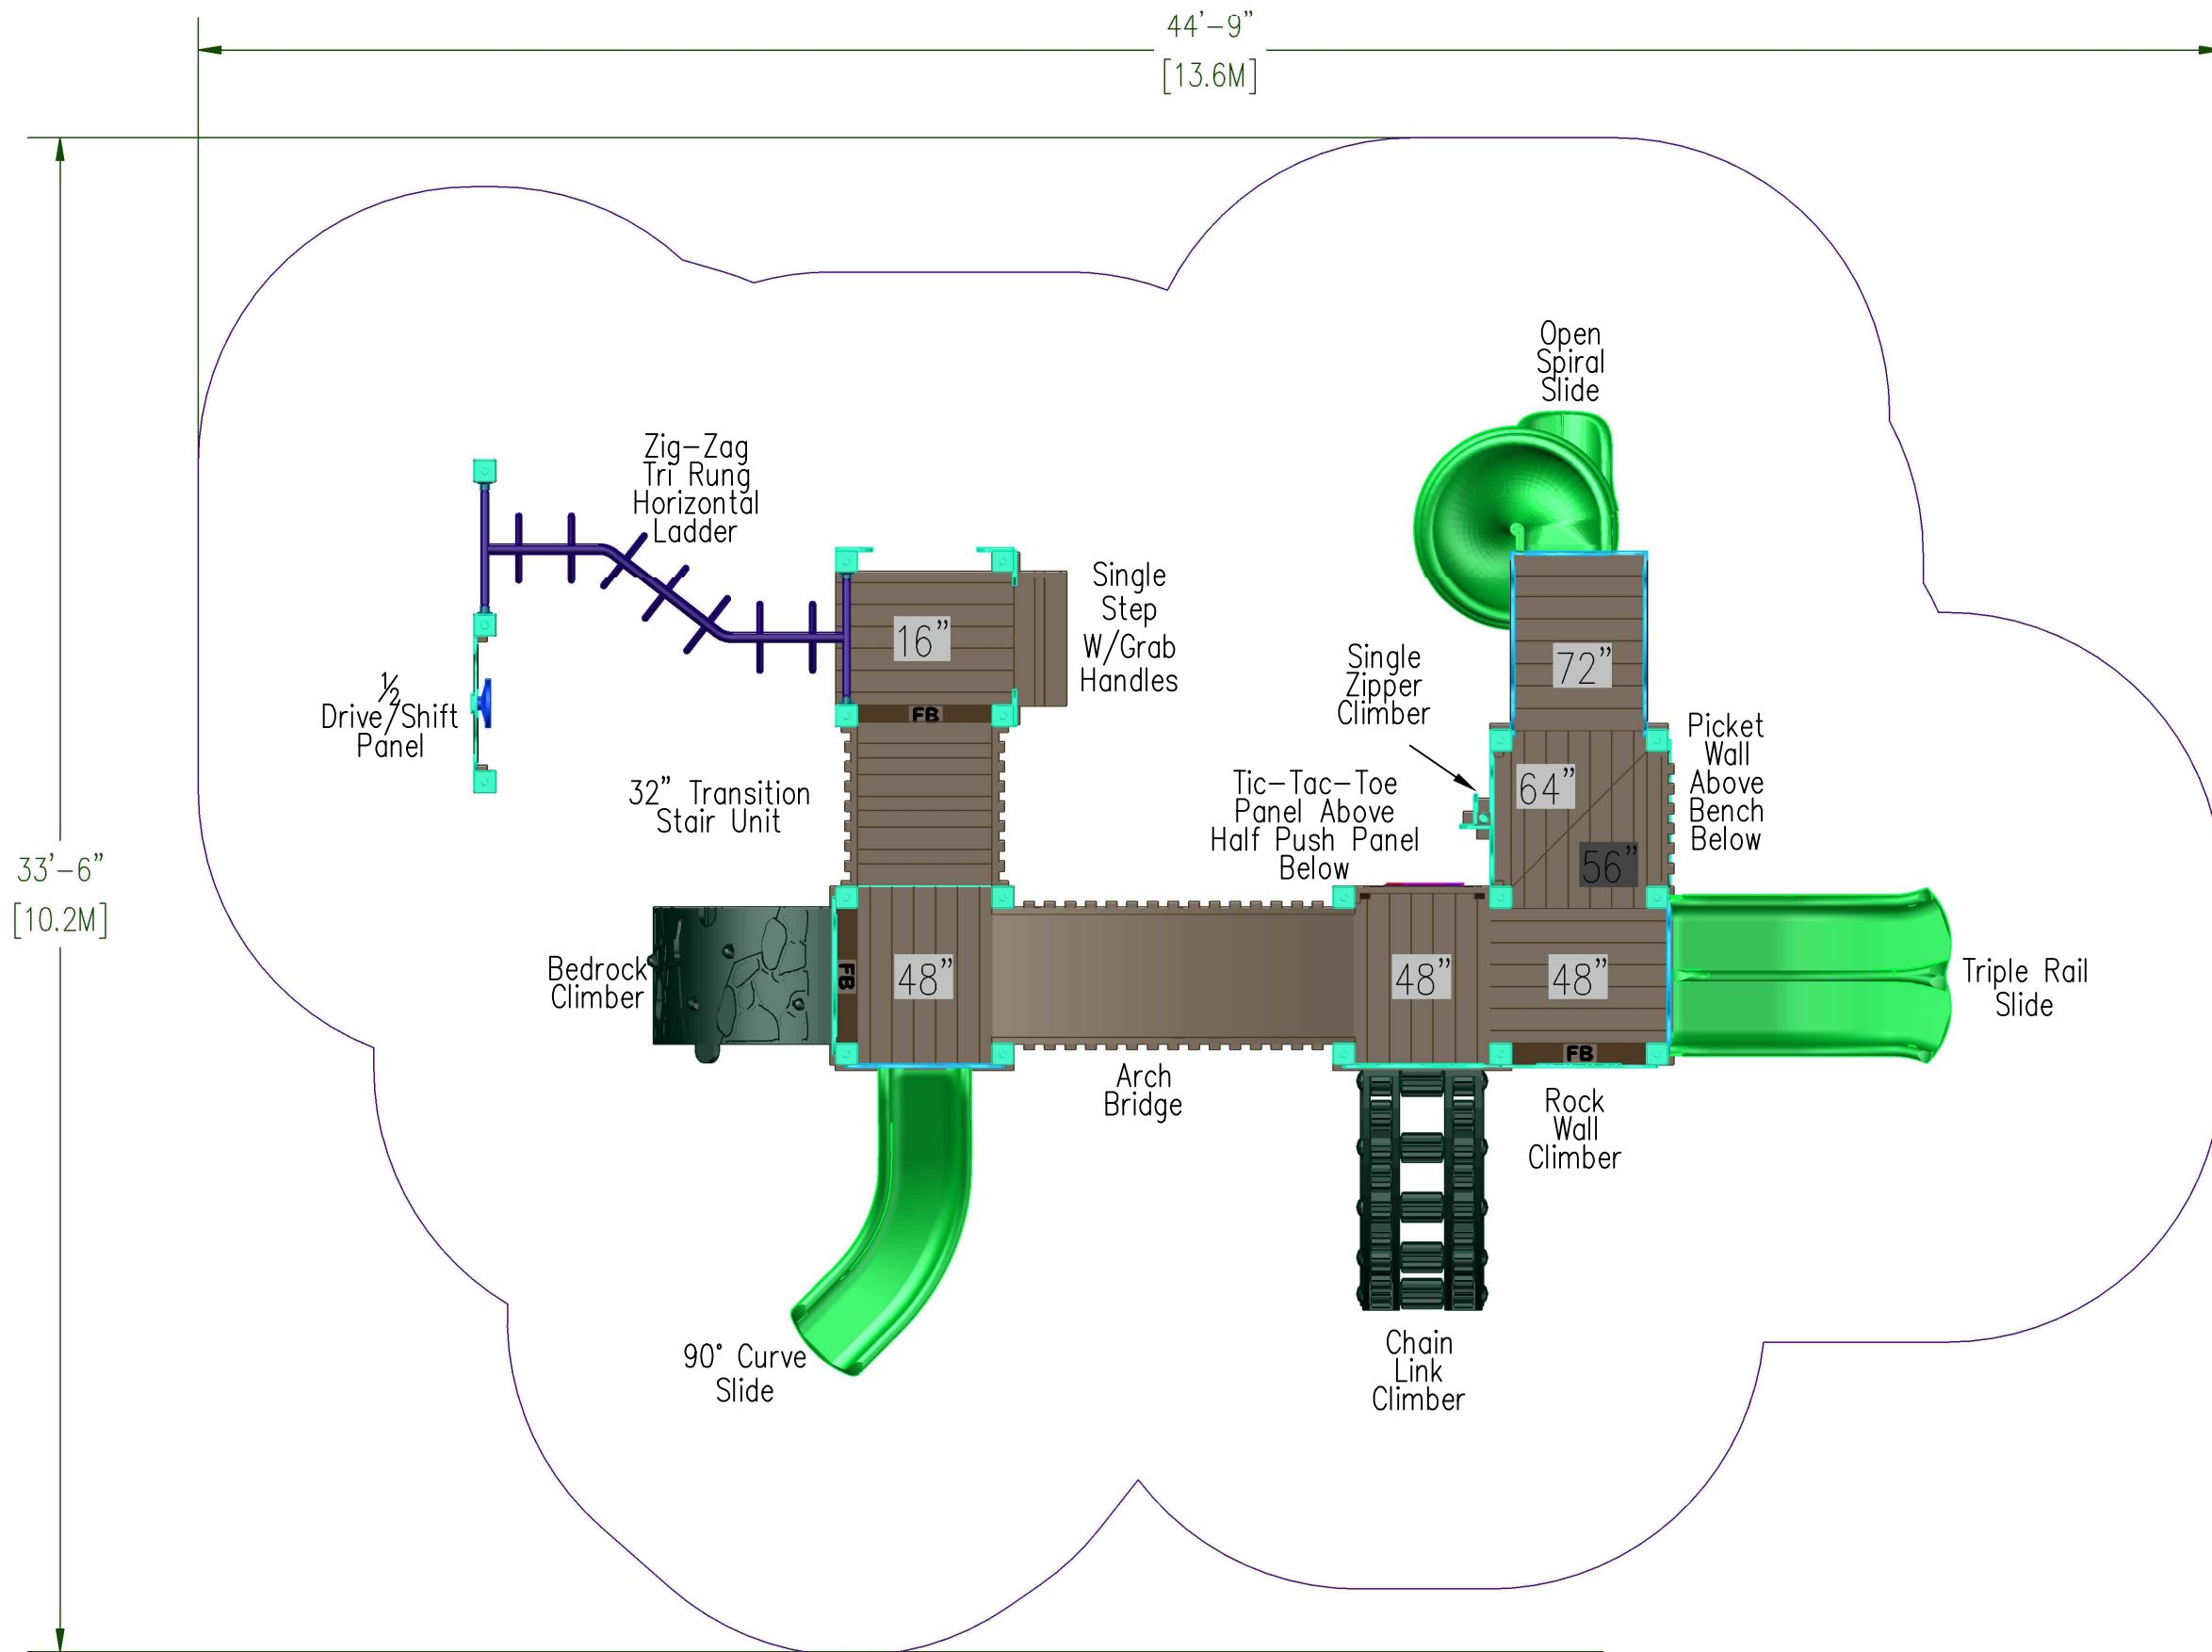 44'-9"
[13.6M]
Open
Spiral
Slide
Zig-Zag
Tri Rung
Horizontal
Ladder
Single
Step
W/Grab
Handles
16"
½
Drive/Shift
Panel
FB
32" Transition
Stair Unit
Single
Zipper
Climber
72"
Picket
Wall
Above
Bench
Below
64"
56"
Tic-Tac-Toe
Panel Above
Half Push Panel
Below
33'-6"
[10.2M]
Bedrock
Climber
FB
48"
48"
48"
Triple Rail
Slide
FB
Arch
Bridge
Rock
Wall
Climber
90° Curve
Slide
Chain
Link
Climber